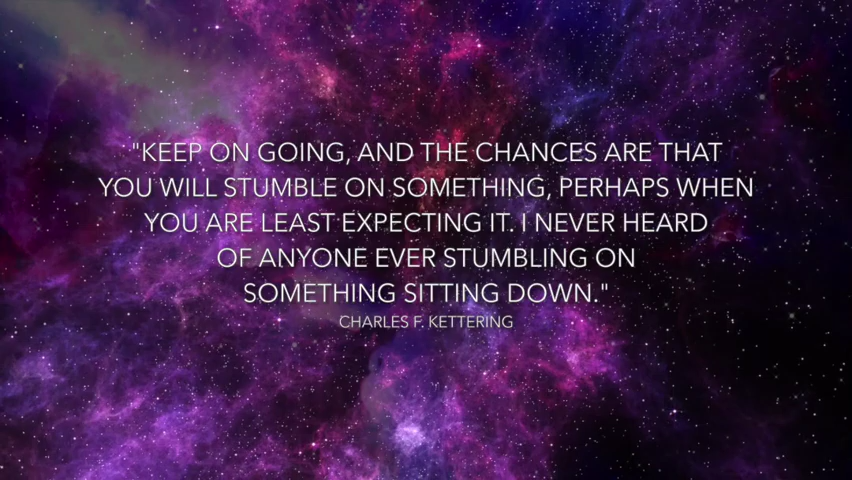 "KEEP ON GOING, AND THE CHANCES ARE THAT
YOU WILL STUMBLE ON SOMETHING, PERHAPS WHEN
YOU ARE LEAST EXPECTING IT. I NEVER HEARD
OF ANYONE EVER STUMBLING ON
SOMETHING SITTING DOWN."
CHARLES F. KETTERING